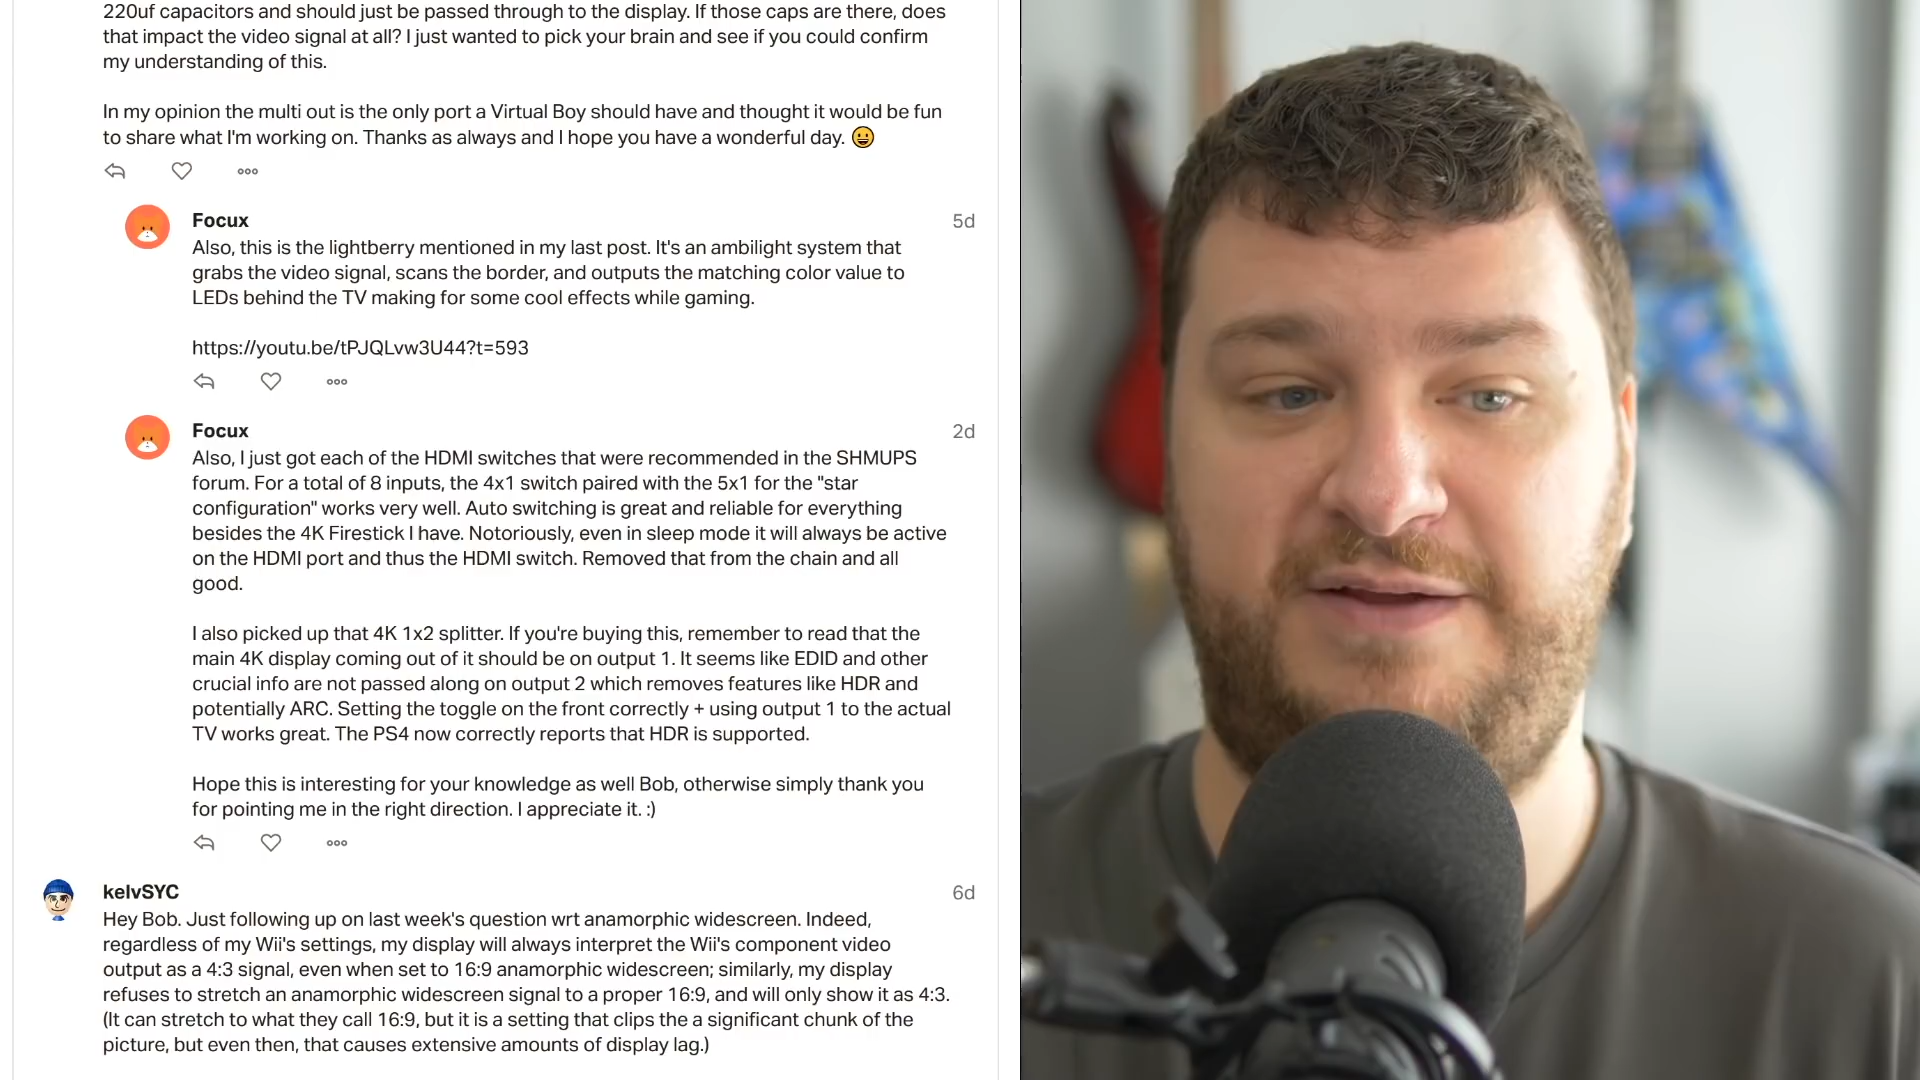 220uf capacitors and should just be passed through to the display. If those caps are there, does
that impact the video signal at all? I just wanted to pick your brain and see if you could confirm
my understanding of this.
In my opinion the multi out is the only port a Virtual Boy should have and thought it would be fun
to share what I'm working on. Thanks as always and I hope you have a wonderful day. 😀
Focux 5d
Also, this is the lightberry mentioned in my last post. It's an ambilight system that
grabs the video signal, scans the border, and outputs the matching color value to
LEDs behind the TV making for some cool effects while gaming.
https://youtu.be/tPJQLvw3U44?t=593
Focux 2d
Also, I just got each of the HDMI switches that were recommended in the SHMUPS
forum. For a total of 8 inputs, the 4x1 switch paired with the 5x1 for the "star
configuration" works very well. Auto switching is great and reliable for everything
besides the 4K Firestick I have. Notoriously, even in sleep mode it will always be active
on the HDMI port and thus the HDMI switch. Removed that from the chain and all
good.
I also picked up that 4K 1x2 splitter. If you're buying this, remember to read that the
main 4K display coming out of it should be on output 1. It seems like EDID and other
crucial info are not passed along on output 2 which removes features like HDR and
potentially ARC. Setting the toggle on the front correctly + using output 1 to the actual
TV works great. The PS4 now correctly reports that HDR is supported.
Hope this is interesting for your knowledge as well Bob, otherwise simply thank you
for pointing me in the right direction. I appreciate it. :)
kelvSYC 6d
Hey Bob. Just following up on last week's question wrt anamorphic widescreen. Indeed,
regardless of my Wii's settings, my display will always interpret the Wii's component video
output as a 4:3 signal, even when set to 16:9 anamorphic widescreen; similarly, my display
refuses to stretch an anamorphic widescreen signal to a proper 16:9, and will only show it as 4:3.
(It can stretch to what they call 16:9, but it is a setting that clips the a significant chunk of the
picture, but even then, that causes extensive amounts of display lag.)